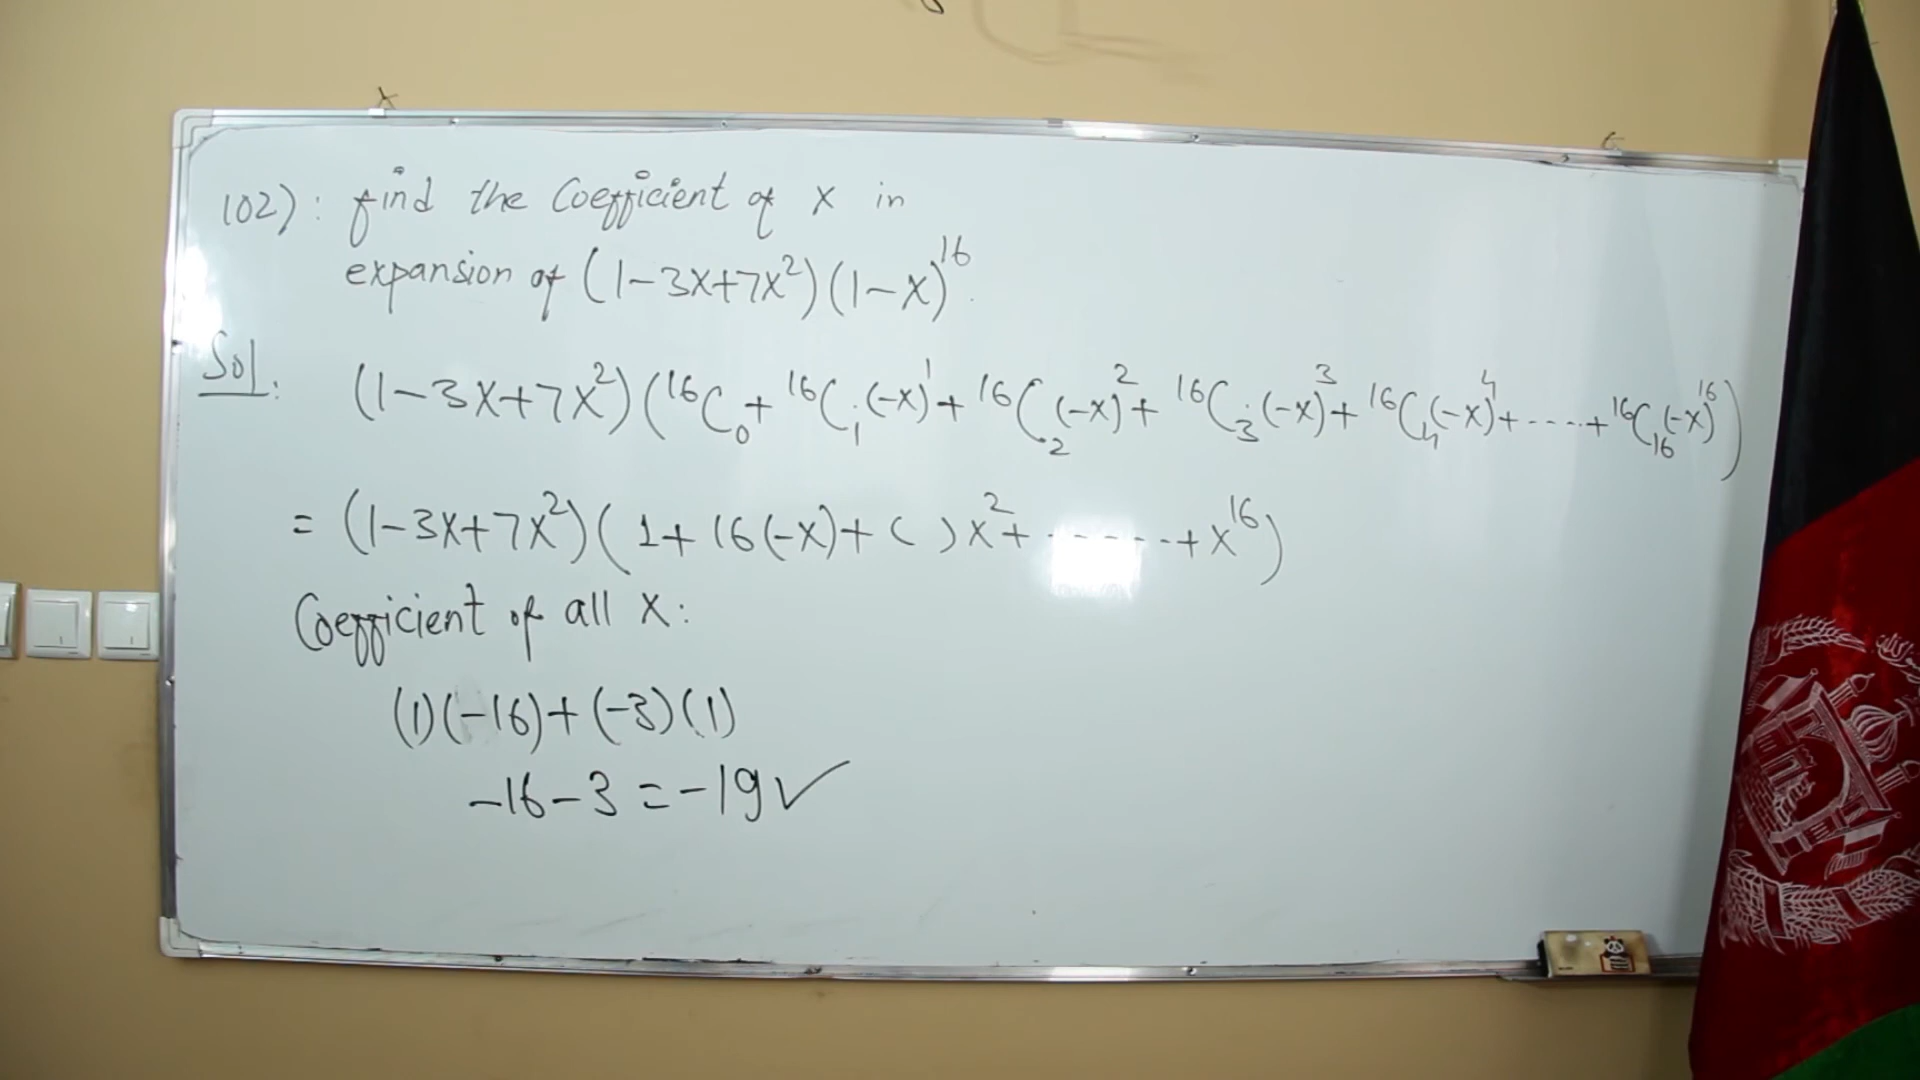 102): find the Coefficient of x in
expansion of (1-3x+7x²)(1-x)¹⁶.
Sol: (1-3x+7x²)(¹⁶C₀+¹⁶C₁(-x)¹+¹⁶C₂(-x)²+¹⁶C₃(-x)³+¹⁶C₄(-x)⁴+-----+¹⁶C₁₆(-x)¹⁶)
= (1-3x+7x²)(1+16(-x)+( )x²+------+x¹⁶)
Coefficient of all x:
(1)(-16)+(-3)(1)
-16-3=-19✓